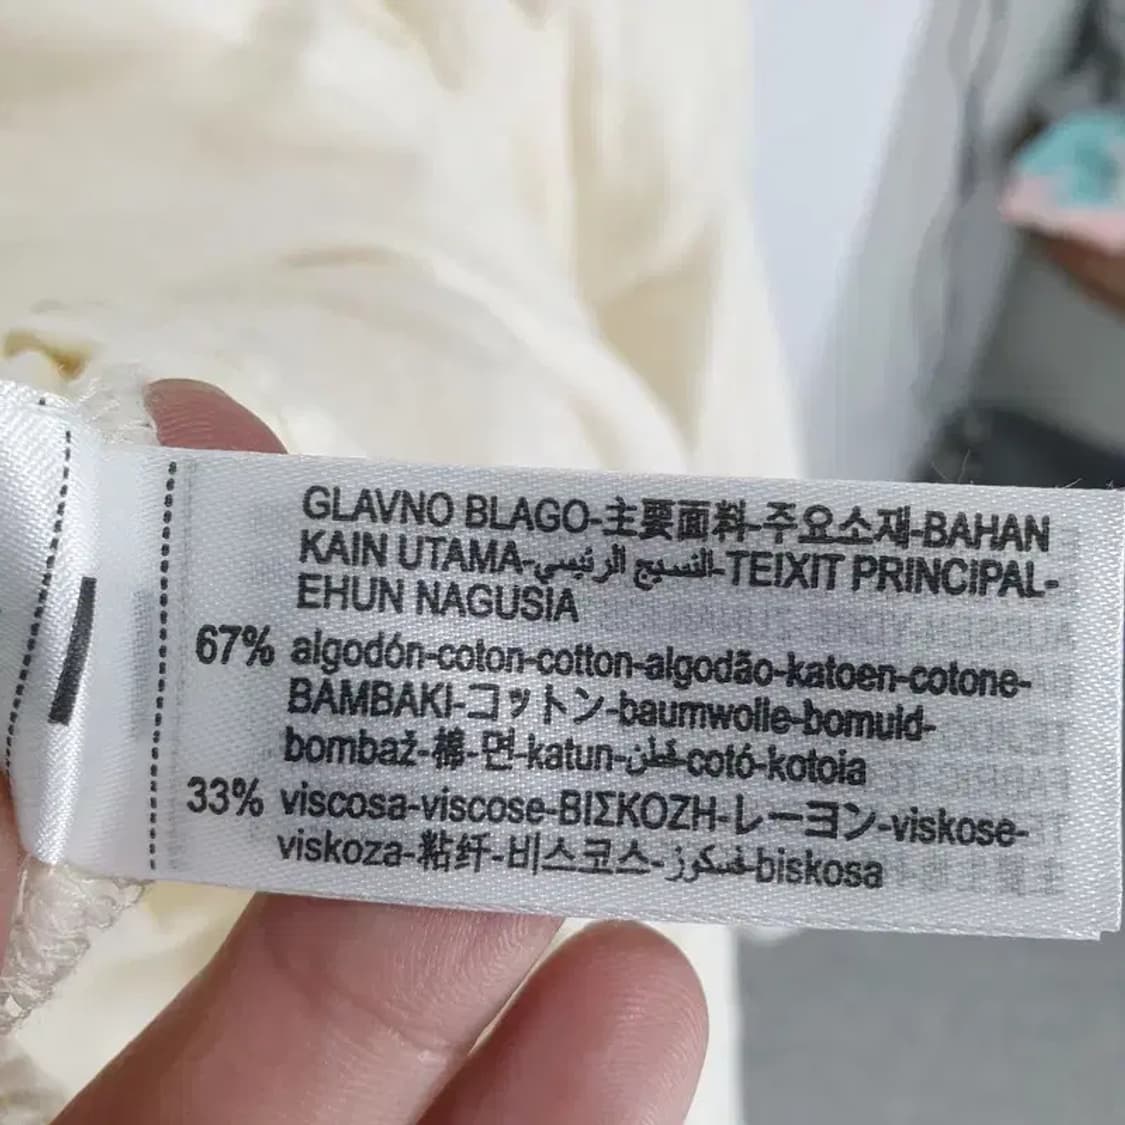 GLAVNO BLAGO-主要面料-주요소재-BAHAN
KAIN UTAMA-النسيج الرئيسي-TEIXIT PRINCIPAL-
EHUN NAGUSIA
67% algodón-coton-cotton-algodão-katoen-cotone-
BAMBAKI-コットン-baumwolle-bomuld-
bombaž-棉-면-katun-قطن-cotó-kotoia
33% viscosa-viscose-ΒΙΣΚΟΖΗ-レーヨン-viskose-
viskoza-粘纤-비스코스-فسكوز-biskosa